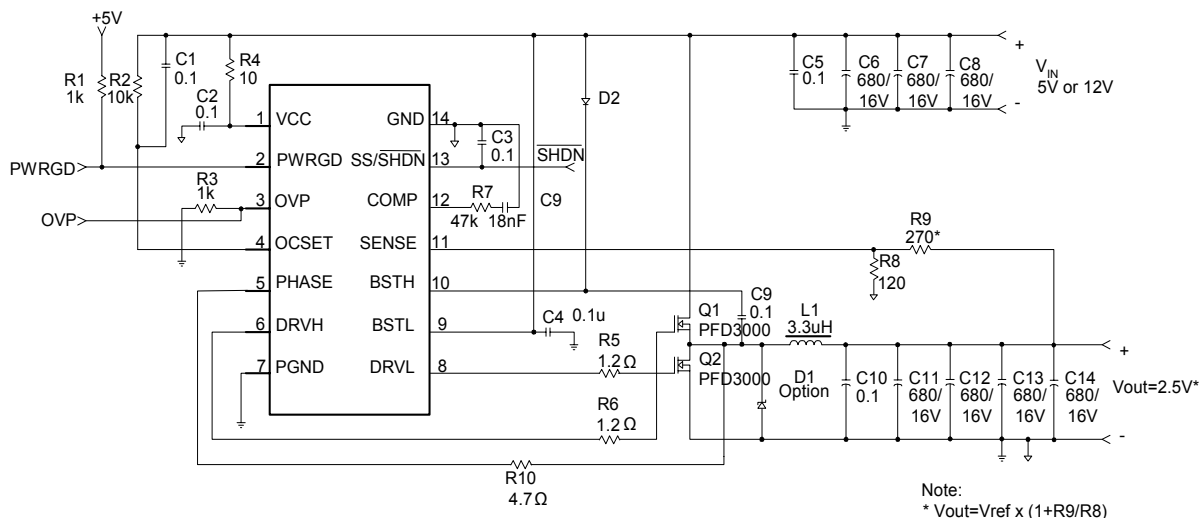 +5V
R1
1k
R2
10k
C1
0.1
R4
10
C2
0.1
PWRGD
R3
1k
OVP
1
VCC
2
PWRGD
3
OVP
4
OCSET
5
PHASE
6
DRVH
7
PGND
GND
14
SS/SHDN
13
COMP
12
SENSE
11
BSTH
10
BSTL
9
DRVL
8
C3
0.1
SHDN
R7
47k
18nF
C9
D2
C5
0.1
C6
680/
16V
C7
680/
16V
C8
680/
16V
+
VIN
5V or 12V
-
R9
270*
R8
120
C4
0.1u
R5
1.2Ω
R6
1.2Ω
R10
4.7Ω
Q1
PFD3000
Q2
PFD3000
C9
0.1
L1
3.3uH
D1
Option
C10
0.1
C11
680/
16V
C12
680/
16V
C13
680/
16V
C14
680/
16V
+
Vout=2.5V*
-
Note:
* Vout=Vref x (1+R9/R8)